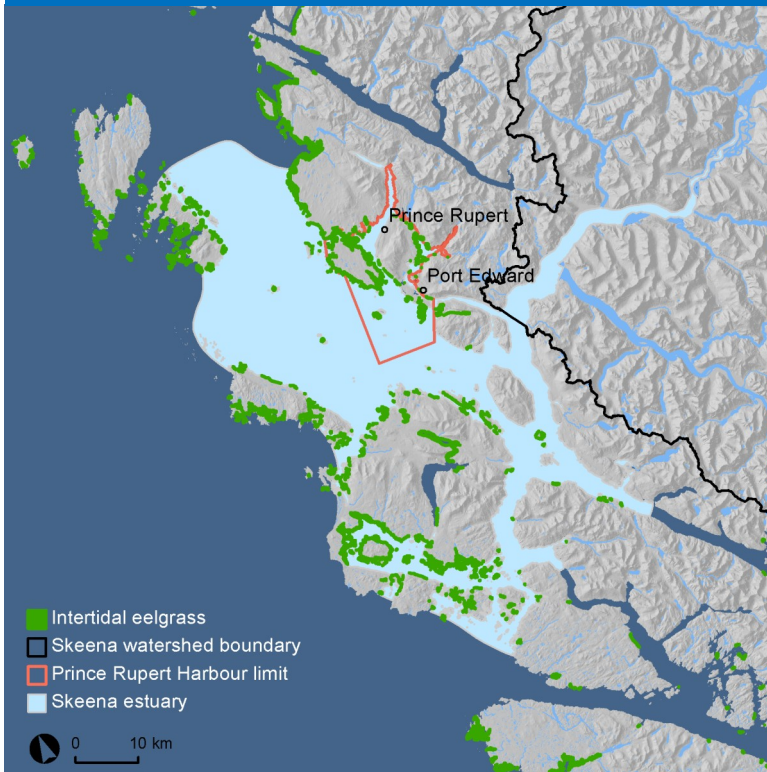 Prince Rupert
Port Edward
Intertidal eelgrass
Skeena watershed boundary
Prince Rupert Harbour limit
Skeena estuary
0 10 km